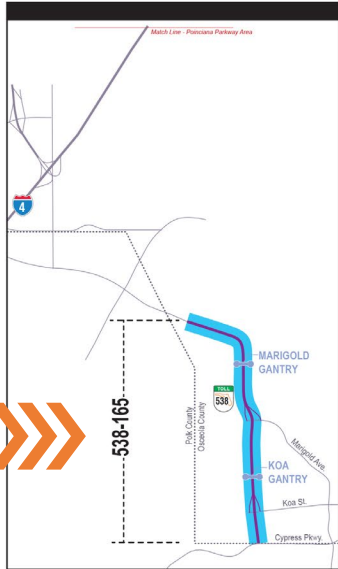 Match Line - Poinciana Parkway Area
4
MARIGOLD
GANTRY
TOLL
538
538-165
Polk County
Osceola County
Marigold Ave.
KOA
GANTRY
Koa St.
Cypress Pkwy.